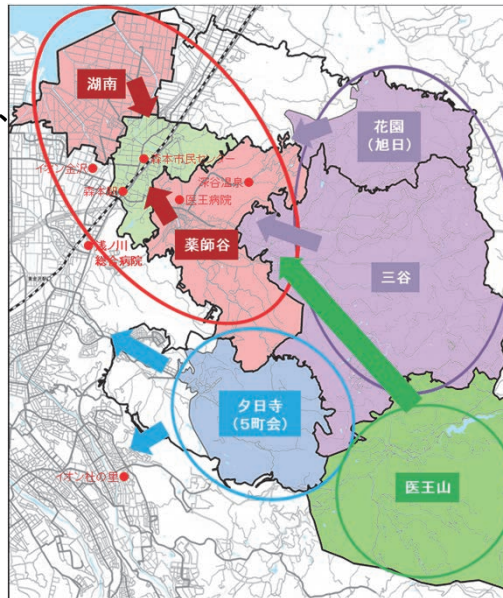 湖南
花園
(旭日)
イオン金沢
森本市民センター
深谷温泉
森本駅
医王病院
薬師谷
浅ノ川
総合病院
三谷
夕日寺
(5町会)
医王山
イオン杜の里